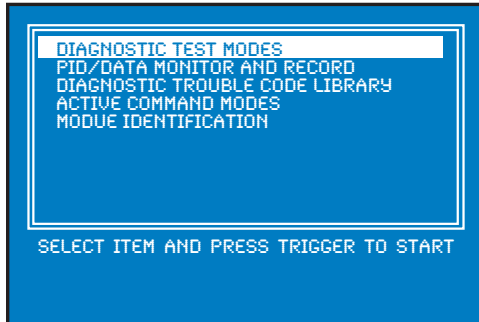 DIAGNOSTIC TEST MODES
PID/DATA MONITOR AND RECORD
DIAGNOSTIC TROUBLE CODE LIBRARY
ACTIVE COMMAND MODES
MODUE IDENTIFICATION
SELECT ITEM AND PRESS TRIGGER TO START